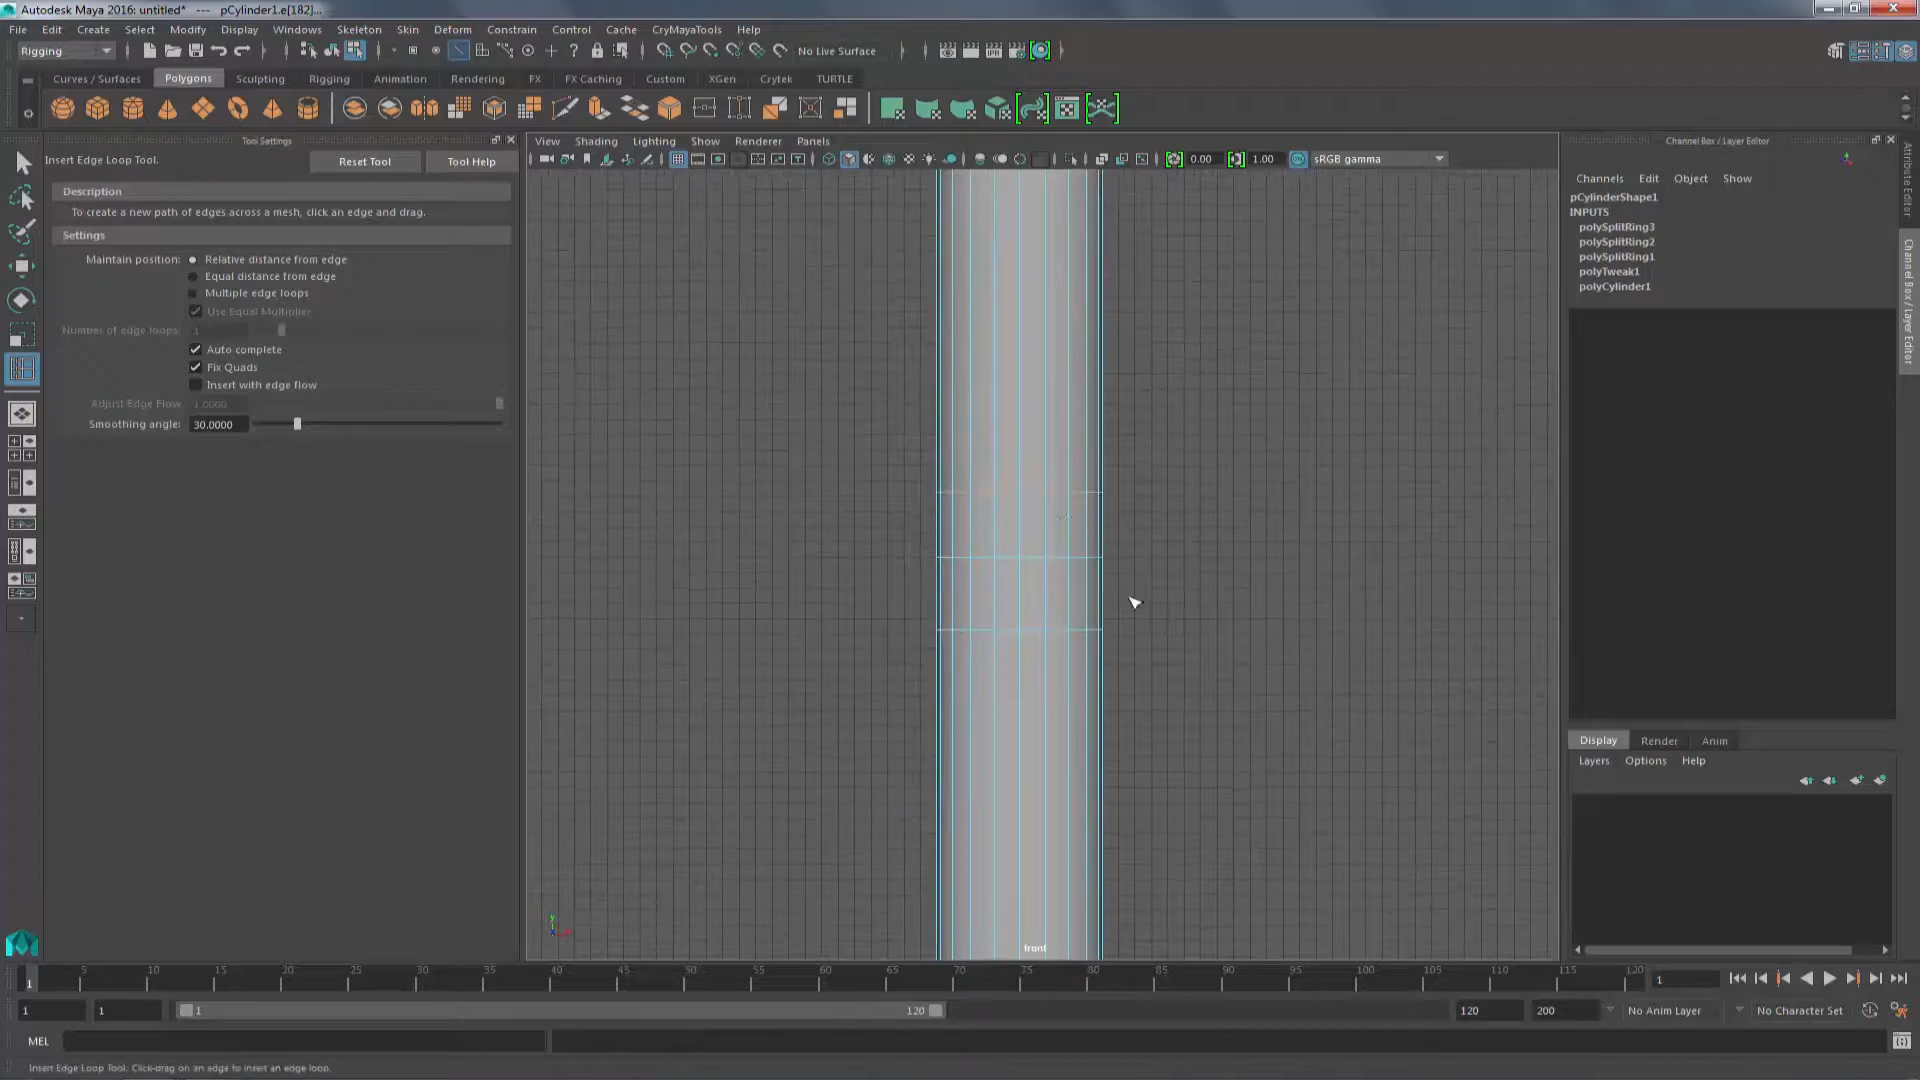 Autodesk Maya 2016: untitled* --- pCylinder1.e[182]...
File Edit Create Select Modify Display Windows Skeleton Skin Deform Constrain Control Cache CryMayaTools Help
Rigging No Live Surface
Curves / Surfaces Polygons Sculpting Rigging Animation Rendering FX FX Caching Custom XGen Crytek TURTLE
Tool Settings
Insert Edge Loop Tool. Reset Tool Tool Help
Description
To create a new path of edges across a mesh, click an edge and drag.
Settings
Maintain position: Relative distance from edge
Equal distance from edge
Multiple edge loops
Use Equal Multiplier
Number of edge loops: 1
Auto complete
Fix Quads
Insert with edge flow
Adjust Edge Flow 1.0000
Smoothing angle: 30.0000
View Shading Lighting Show Renderer Panels
0.00 1.00 sRGB gamma
y
front
Channel Box / Layer Editor
Channels Edit Object Show
pCylinderShape1
INPUTS
polySplitRing3
polySplitRing2
polySplitRing1
polyTweak1
polyCylinder1
Attribute Editor
Channel Box / Layer Editor
Display Render Anim
Layers Options Help
1 5 10 15 20 25 30 35 40 45 50 55 60 65 70 75 80 85 90 95 100 105 110 115 120 1
1 1 1 120 120 200 No Anim Layer No Character Set
MEL
Insert Edge Loop Tool. Click-drag on an edge to insert an edge loop.